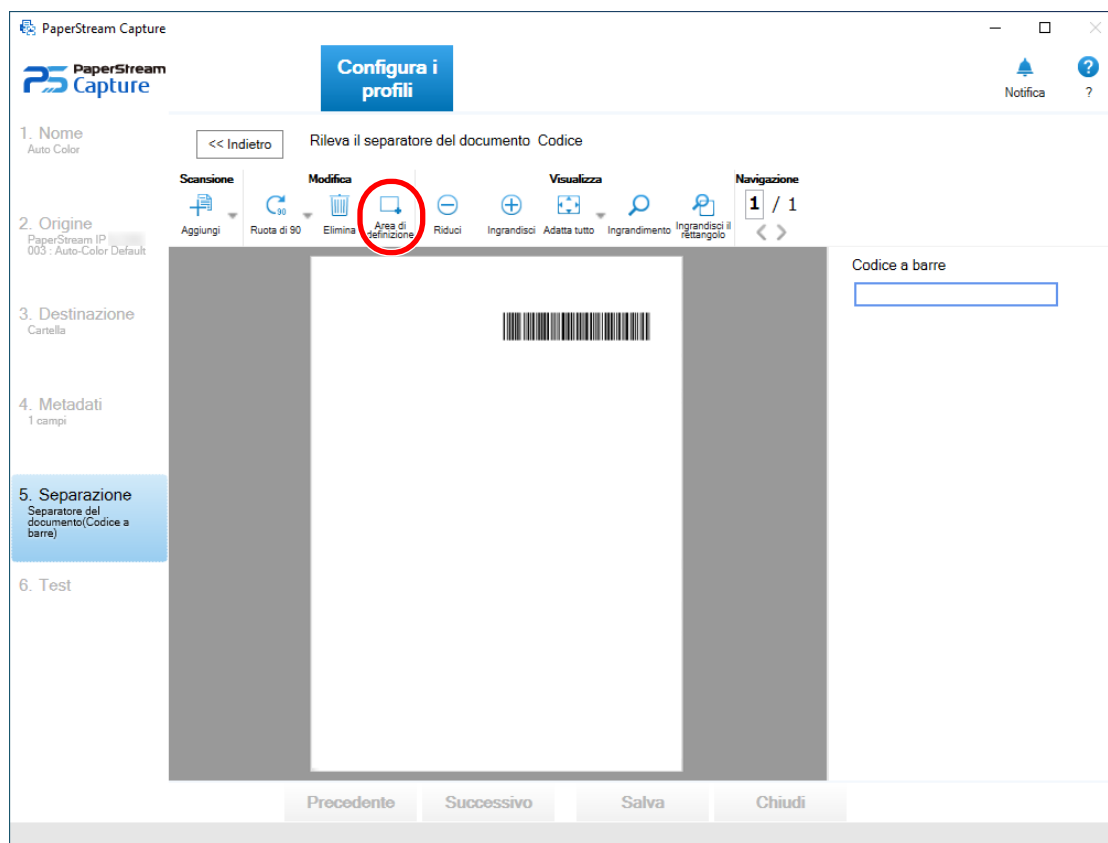 PaperStream Capture
PS PaperStream
Capture
Configura i
profili
Notifica
?
1. Nome
Auto Color
<< Indietro
Rileva il separatore del documento Codice
Scansione
Modifica
Visualizza
Navigazione
90
1 / 1
Aggiungi
Ruota di 90
Elimina
Area di
definizione
Riduci
Ingrandisci
Adatta tutto
Ingrandimento
Ingrandisci il
rettangolo
2. Origine
PaperStream IP
003 : Auto-Color Default
Codice a barre
3. Destinazione
Cartella
4. Metadati
1 campi
5. Separazione
Separatore del
documento(Codice a
barre)
6. Test
Precedente
Successivo
Salva
Chiudi